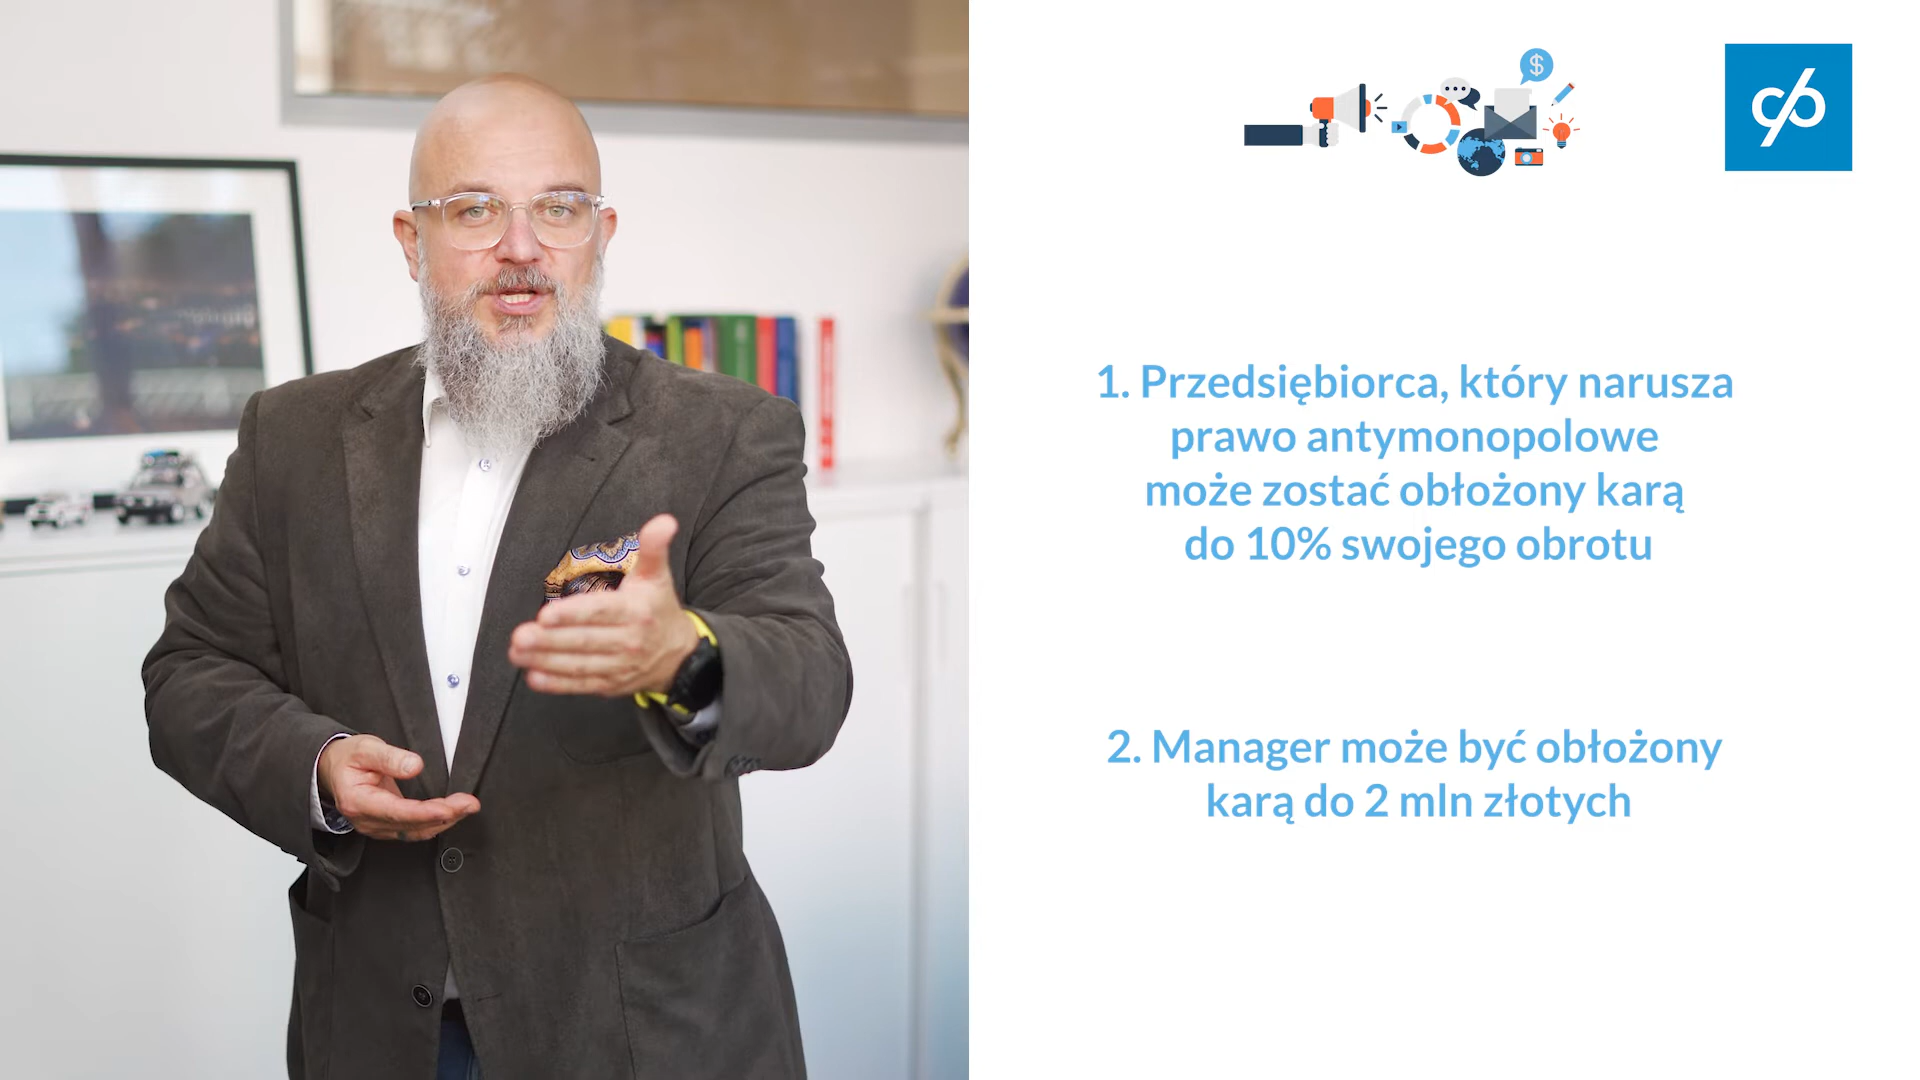 1. Przedsiębiorca, który narusza
prawo antymonopolowe
może zostać obłożony karą
do 10% swojego obrotu
2. Manager może być obłożony
karą do 2 mln złotych